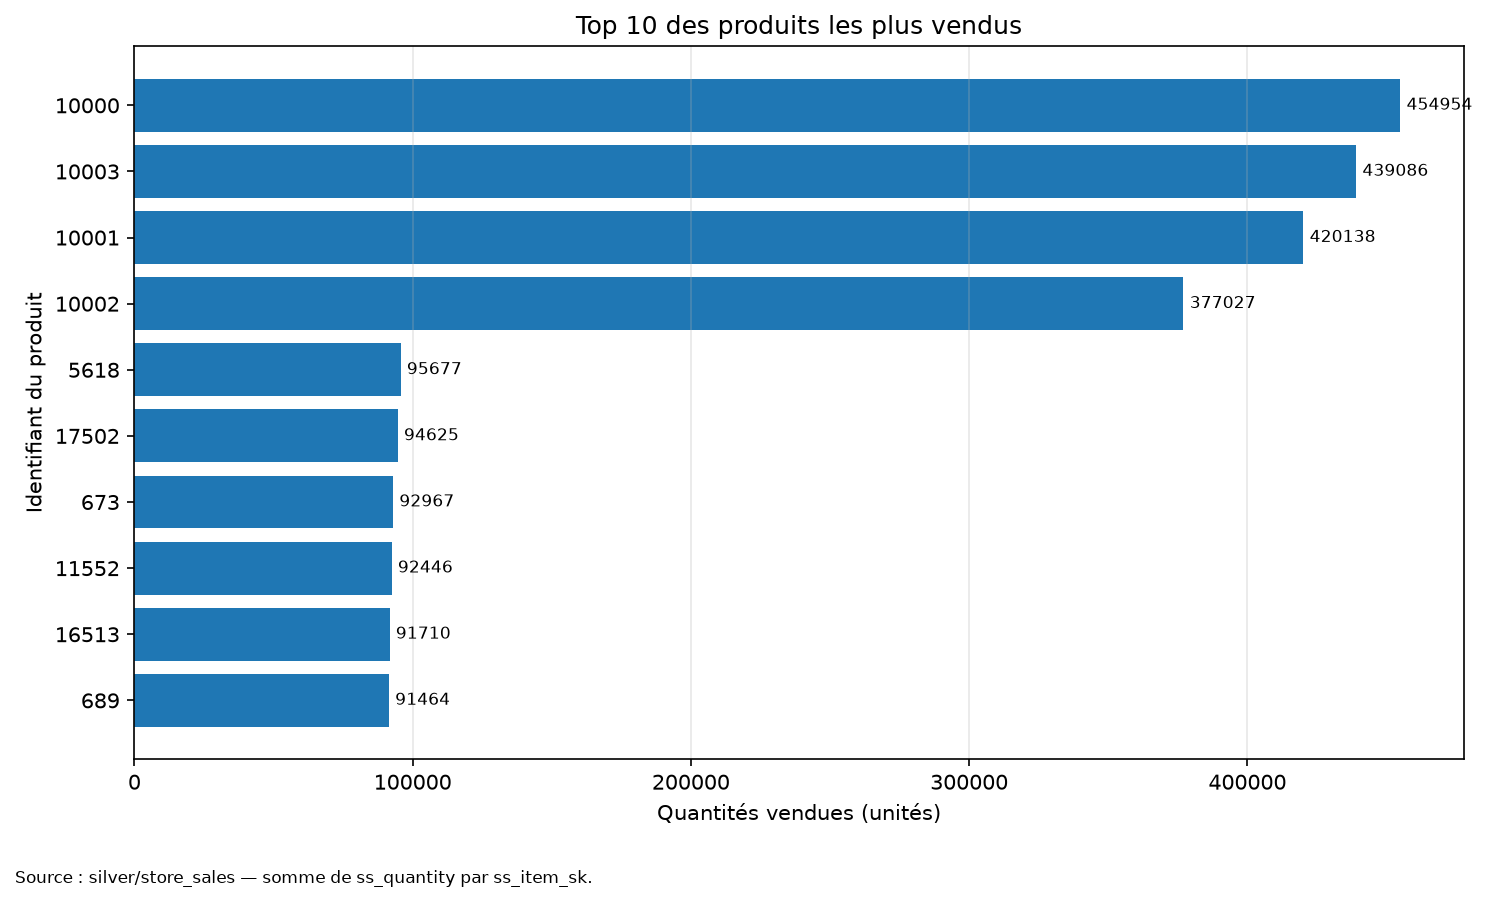 Top 10 des produits les plus vendus
Identifiant du produit
10000 454954
10003 439086
10001 420138
10002 377027
5618 95677
17502 94625
673 92967
11552 92446
16513 91710
689 91464
0 100000 200000 300000 400000
Quantités vendues (unités)
Source : silver/store_sales — somme de ss_quantity par ss_item_sk.